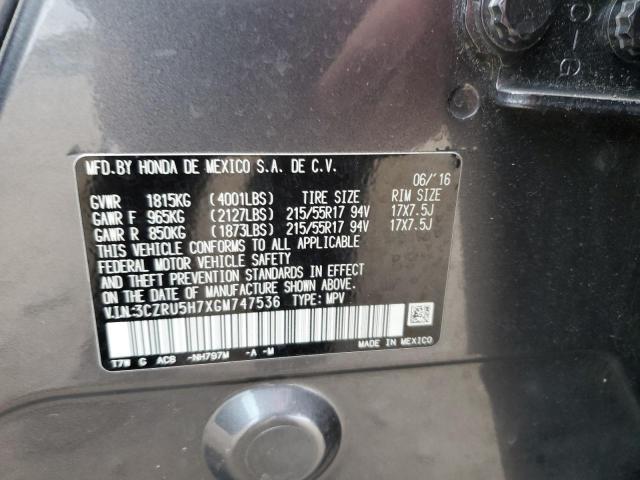 MFD.BY HONDA DE MEXICO S.A. DE C.V.
06/'16
GVWR 1815KG (4001LBS) TIRE SIZE RIM SIZE
GAWR F 965KG (2127LBS) 215/55R17 94V 17X7.5J
GAWR R 850KG (1873LBS) 215/55R17 94V 17X7.5J
THIS VEHICLE CONFORMS TO ALL APPLICABLE
FEDERAL MOTOR VEHICLE SAFETY
AND THEFT PREVENTION STANDARDS IN EFFECT
ON THE DATE OF MANUFACTURE SHOWN ABOVE.
V.I.N.:3CZRU5H7XGM747536 TYPE: MPV
T7W G ACB -NH797M -A -M MADE IN MEXICO
O-G